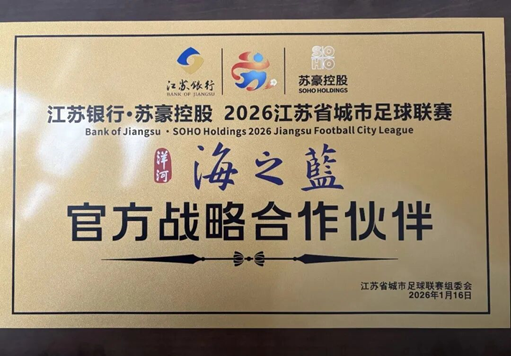 江苏银行
BANK OF JIANGSU
苏豪控股
SOHO HOLDINGS
江苏银行·苏豪控股 2026江苏省城市足球联赛
Bank of Jiangsu · SOHO Holdings 2026 Jiangsu Football City League
洋河 海之藍
官方战略合作伙伴
江苏省城市足球联赛组委会
2026年1月16日